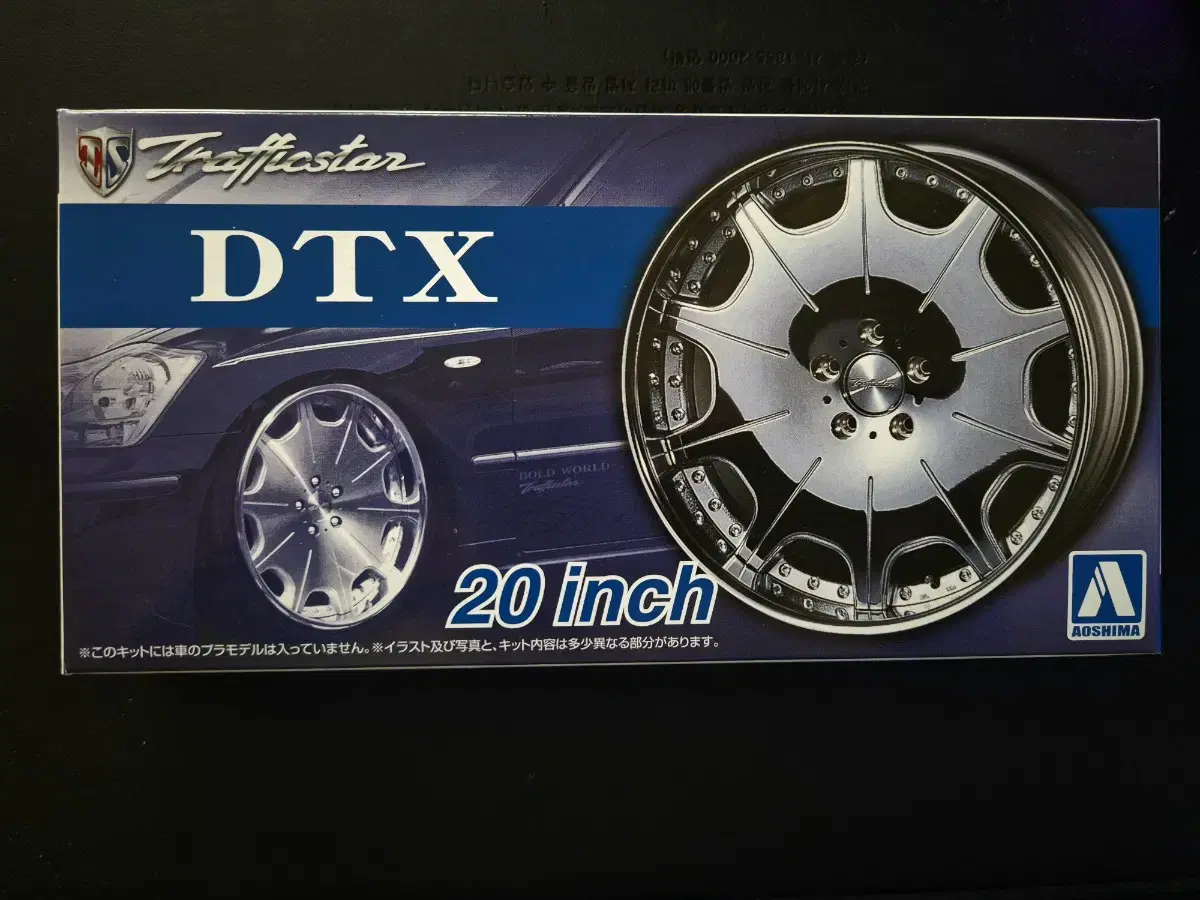 Trafficstar
DTX
BOLD WORLD
Trafficstar
20 inch
AOSHIMA
※このキットには車のプラモデルは入っていません。※イラスト及び写真と、キット内容は多少異なる部分があります。